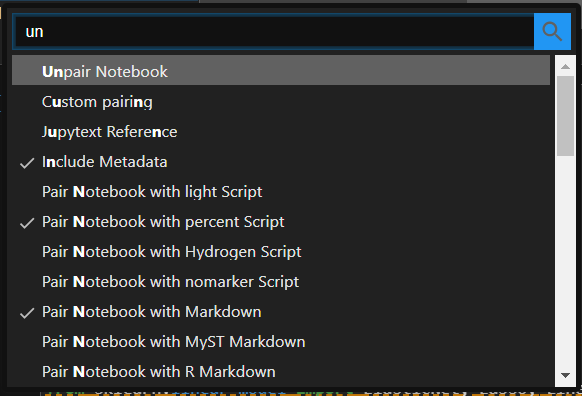 un
Unpair Notebook
Custom pairing
Jupytext Reference
Include Metadata
Pair Notebook with light Script
Pair Notebook with percent Script
Pair Notebook with Hydrogen Script
Pair Notebook with nomarker Script
Pair Notebook with Markdown
Pair Notebook with MyST Markdown
Pair Notebook with R Markdown